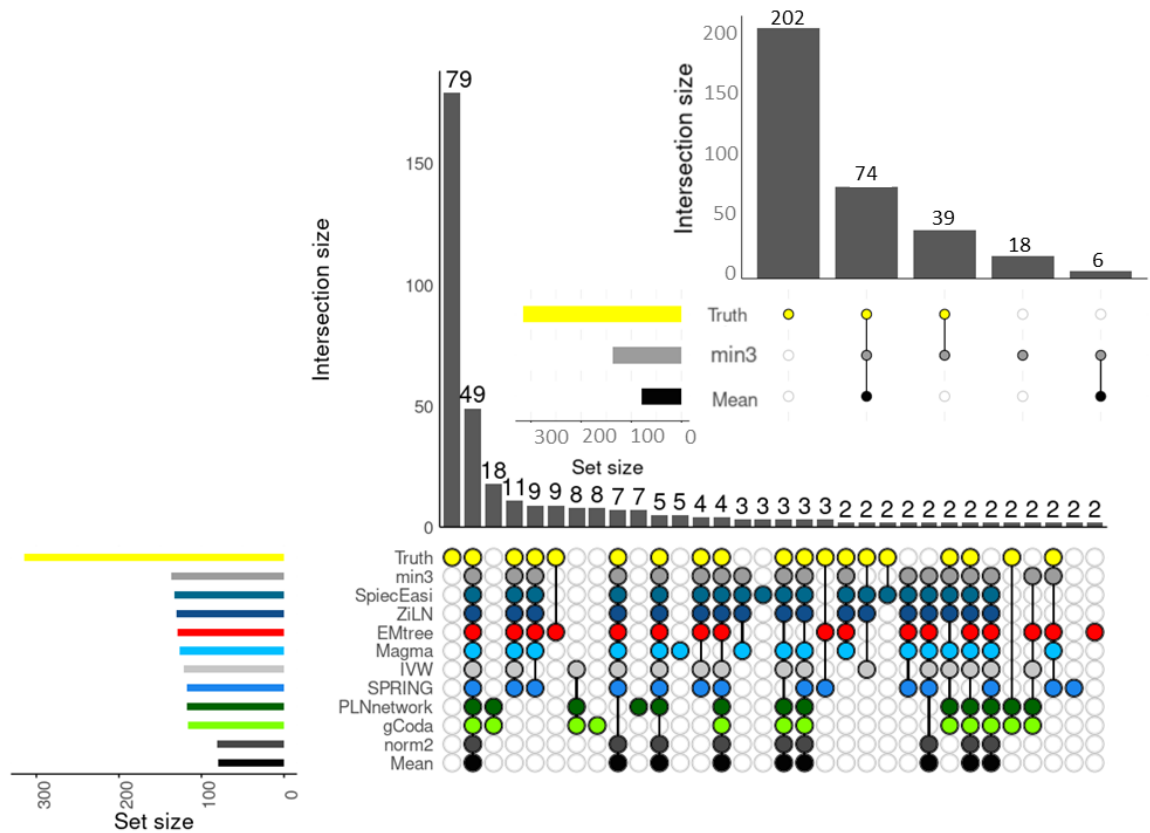 202
200
150
100
50
0
Intersection size
74
39
18
6
Truth
min3
Mean
300 200 100 0
Set size
Intersection size
150
100
50
0
79
49
18
11
9
9
8
8
7
7
5
5
4
4
3
3
3
3
3
2
2
2
2
2
2
2
2
2
2
2
2
2
Truth
min3
SpiecEasi
ZiLN
EMtree
Magma
IVW
SPRING
PLNnetwork
gCoda
norm2
Mean
300
200
100
0
Set size